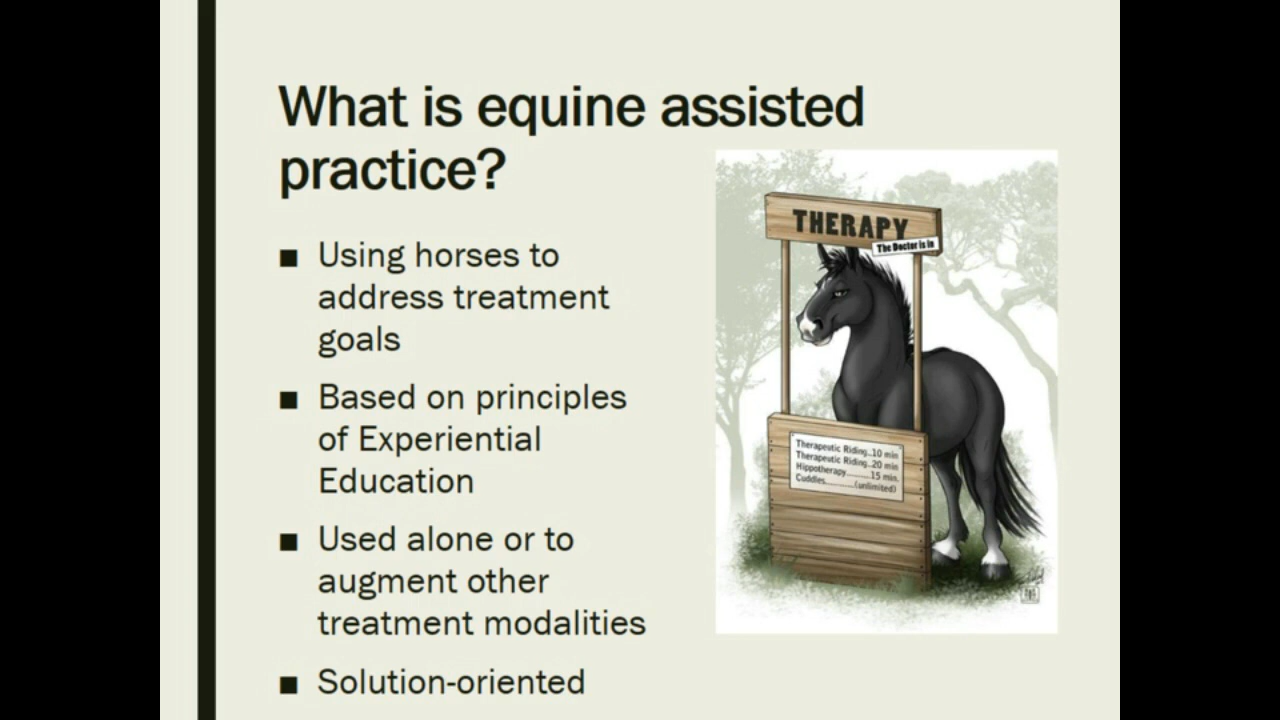 What is equine assisted
practice?
■ Using horses to
address treatment
goals
■ Based on principles
of Experiential
Education
■ Used alone or to
augment other
treatment modalities
■ Solution-oriented
THERAPY
The Doctor is in
Therapeutic Riding..10 min
Therapeutic Riding..20 min
Hippotherapy.........15 min.
Cuddles............(unlimited)